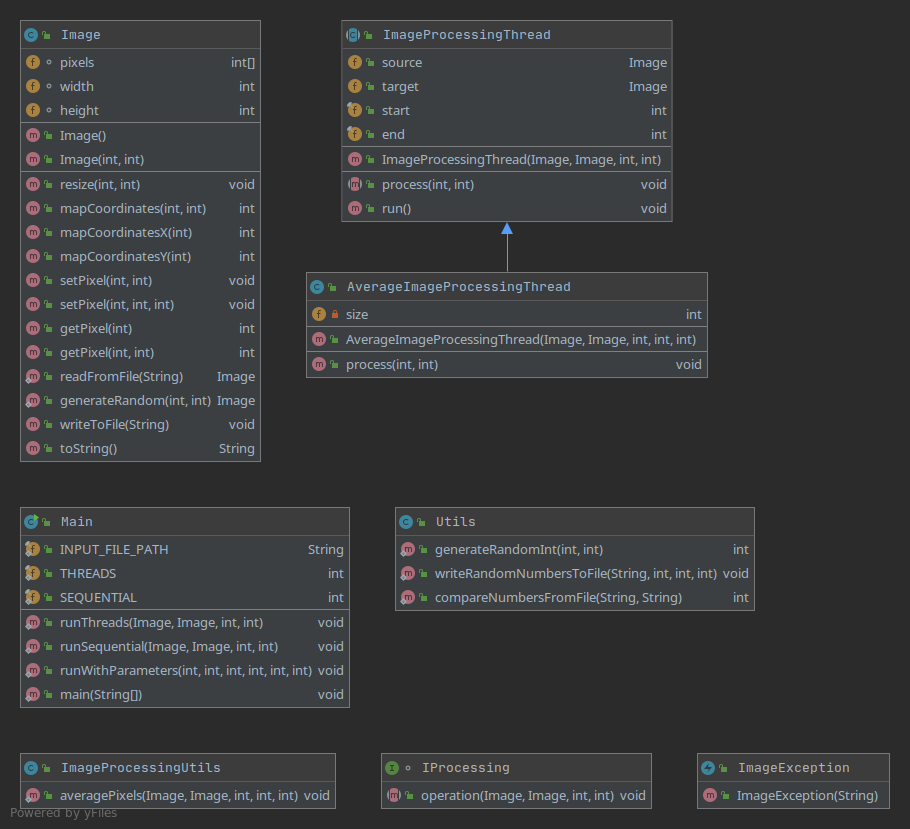 Image
pixels int[]
width int
height int
Image()
Image(int, int)
resize(int, int) void
mapCoordinates(int, int) int
mapCoordinatesX(int) int
mapCoordinatesY(int) int
setPixel(int, int) void
setPixel(int, int, int) void
getPixel(int) int
getPixel(int, int) int
readFromFile(String) Image
generateRandom(int, int) Image
writeToFile(String) void
toString() String
ImageProcessingThread
source Image
target Image
start int
end int
ImageProcessingThread(Image, Image, int, int)
process(int, int) void
run() void
AverageImageProcessingThread
size int
AverageImageProcessingThread(Image, Image, int, int, int)
process(int, int) void
Main
INPUT_FILE_PATH String
THREADS int
SEQUENTIAL int
runThreads(Image, Image, int, int) void
runSequential(Image, Image, int, int) void
runWithParameters(int, int, int, int, int, int) void
main(String[]) void
Utils
generateRandomInt(int, int) int
writeRandomNumbersToFile(String, int, int, int) void
compareNumbersFromFile(String, String) int
ImageProcessingUtils
averagePixels(Image, Image, int, int, int) void
IProcessing
operation(Image, Image, int, int) void
ImageException
ImageException(String)
Powered by yFiles